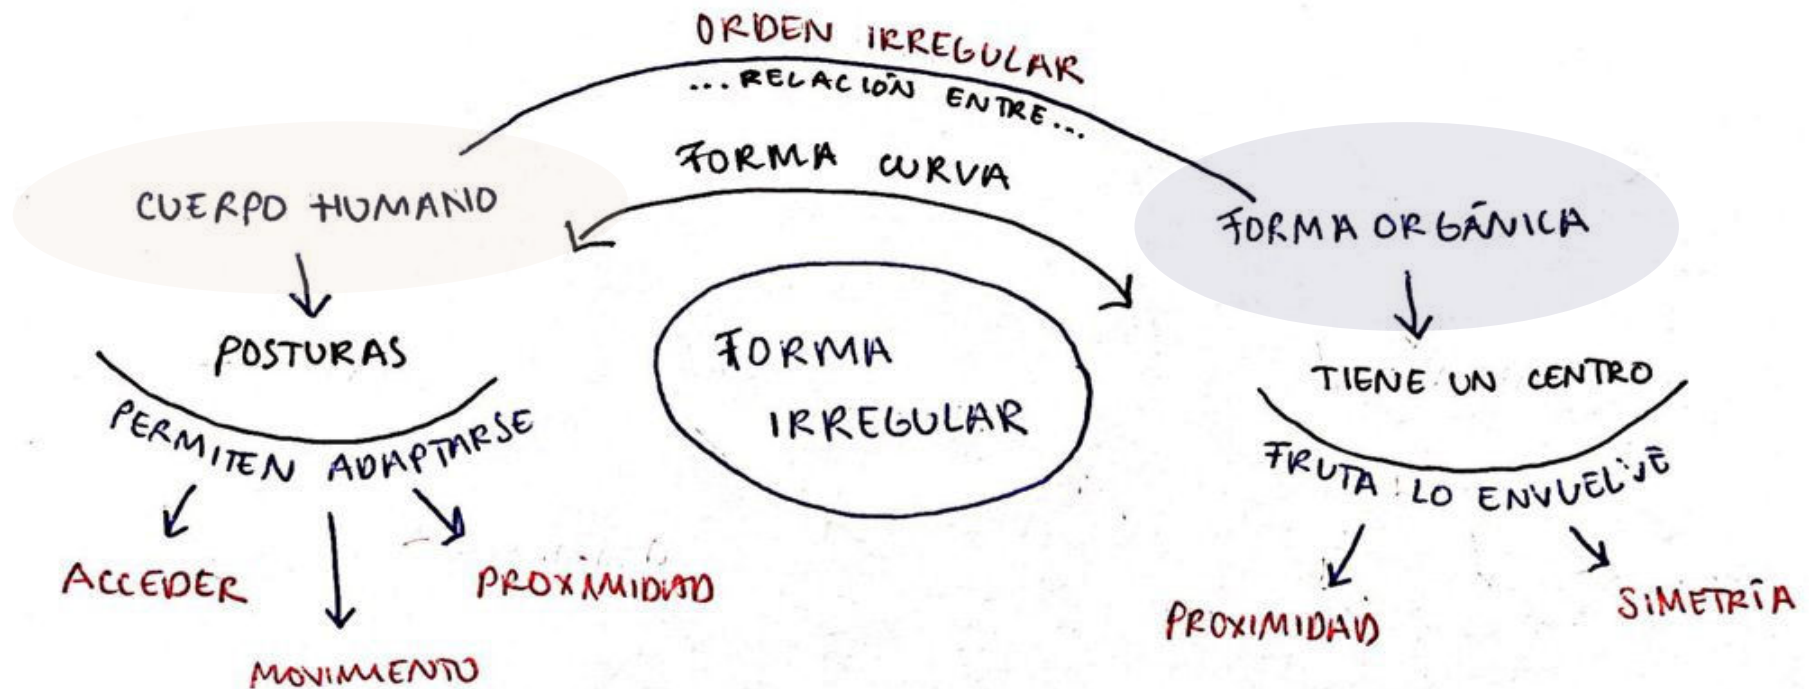 ORDEN IRREGULAR
...RELACIÓN ENTRE...
FORMA CURVA
CUERPO HUMANO
FORMA ORGÁNICA
POSTURAS
PERMITEN ADAPTARSE
ACCEDER
MOVIMIENTO
PROXIMIDAD
FORMA
IRREGULAR
TIENE UN CENTRO
FRUTA LO ENVUELVE
PROXIMIDAD
SIMETRÍA